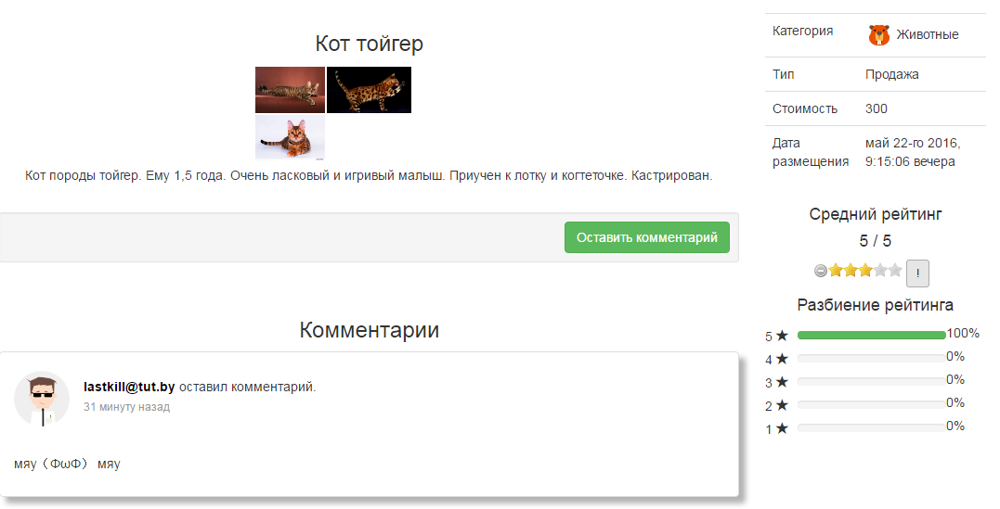 Кот тойгер
Кот породы тойгер. Ему 1,5 года. Очень ласковый и игривый малыш. Приучен к лотку и когтеточке. Кастрирован.
Оставить комментарий
Комментарии
lastkill@tut.by оставил комментарий.
31 минуту назад
мяу（ФωФ） мяу
Категория Животные
Тип Продажа
Стоимость 300
Дата размещения май 22-го 2016, 9:15:06 вечера
Средний рейтинг
5 / 5
!
Разбиение рейтинга
5 ★ 100%
4 ★ 0%
3 ★ 0%
2 ★ 0%
1 ★ 0%